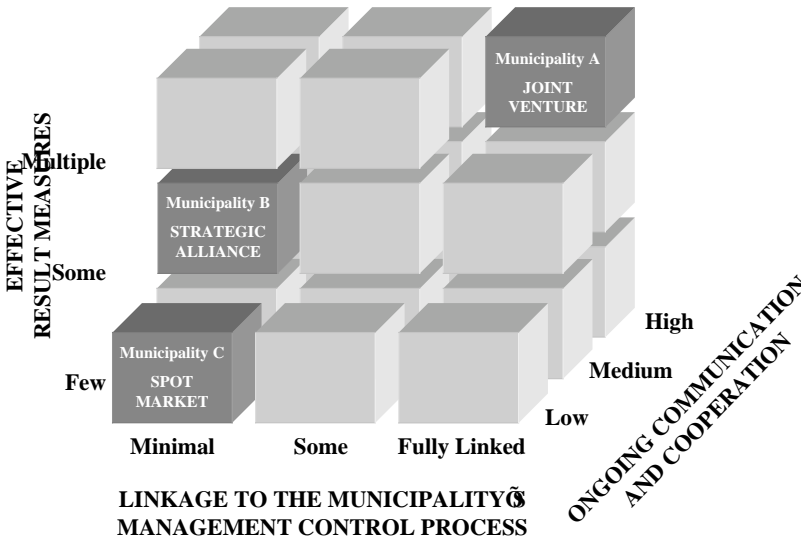 Municipality A
JOINT
VENTURE
EFFECTIVE
RESULT MEASURES
Multiple
Municipality B
STRATEGIC
ALLIANCE
Some
Municipality C
SPOT
MARKET
Few
High
Medium
Low
ONGOING COMMUNICATION
AND COOPERATION
Minimal
Some
Fully Linked
LINKAGE TO THE MUNICIPALITYÕS
MANAGEMENT CONTROL PROCESS